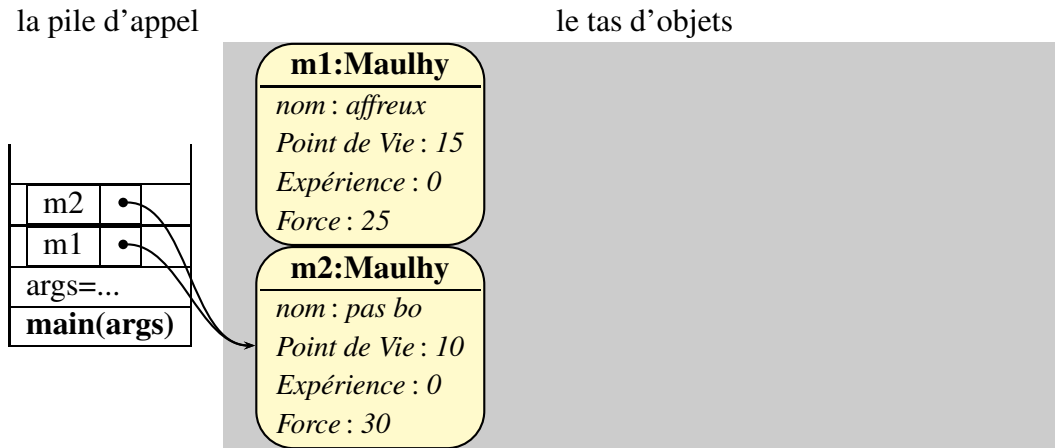 la pile d’appel
le tas d’objets
m1:Maulhy
nom : affreux
Point de Vie : 15
Expérience : 0
Force : 25
m2:Maulhy
nom : pas bo
Point de Vie : 10
Expérience : 0
Force : 30
m2
m1
args=...
main(args)